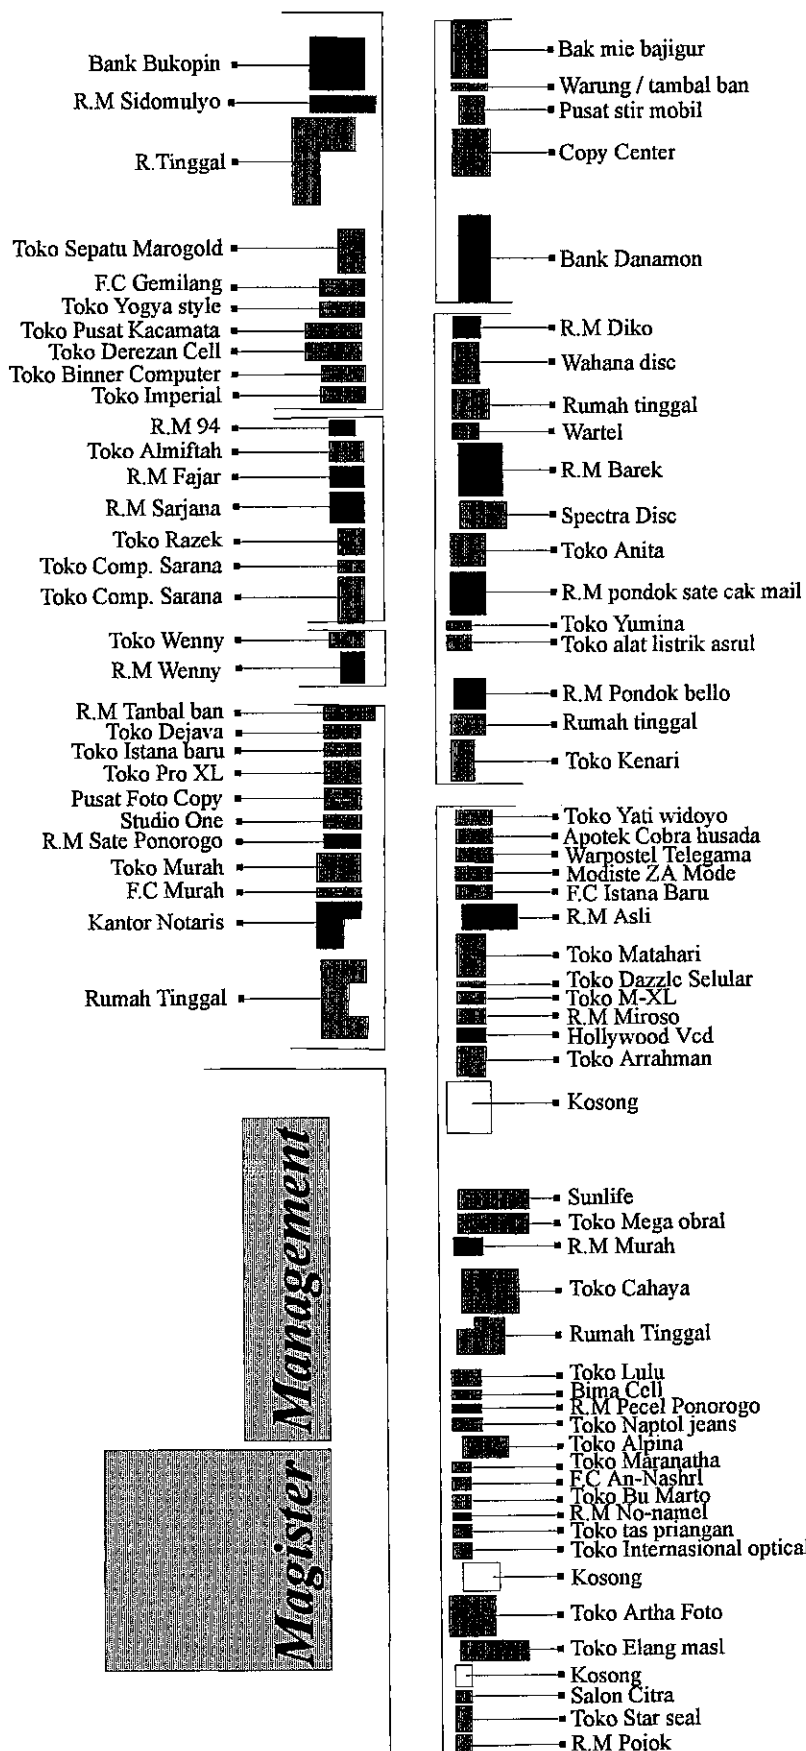 Bank Bukopin
R.M Sidomulyo
R.Tinggal
Toko Sepatu Marogold
F.C Gemilang
Toko Yogya style
Toko Pusat Kacamata
Toko Derezan Cell
Toko Binner Computer
Toko Imperial
R.M 94
Toko Almiftah
R.M Fajar
R.M Sarjana
Toko Razek
Toko Comp. Sarana
Toko Comp. Sarana
Toko Wenny
R.M Wenny
R.M Tanbal ban
Toko Dejava
Toko Istana baru
Toko Pro XL
Pusat Foto Copy
Studio One
R.M Sate Ponorogo
Toko Murah
F.C Murah
Kantor Notaris
Rumah Tinggal
Magister Management
Bak mie bajigur
Warung / tambal ban
Pusat stir mobil
Copy Center
Bank Danamon
R.M Diko
Wahana disc
Rumah tinggal
Wartel
R.M Barek
Spectra Disc
Toko Anita
R.M pondok sate cak mail
Toko Yumina
Toko alat listrik asrul
R.M Pondok bello
Rumah tinggal
Toko Kenari
Toko Yati widoyo
Apotek Cobra husada
Warpostel Telegama
Modiste ZA Mode
F.C Istana Baru
R.M Asli
Toko Matahari
Toko Dazzle Selular
Toko M-XL
R.M Miroso
Hollywood Vcd
Toko Arrahman
Kosong
Sunlife
Toko Mega obral
R.M Murah
Toko Cahaya
Rumah Tinggal
Toko Lulu
Bima Cell
R.M Pecel Ponorogo
Toko Naptol jeans
Toko Alpina
Toko Maranatha
F.C An-Nashrl
Toko Bu Marto
R.M No-namel
Toko tas priangan
Toko Internasional optical
Kosong
Toko Artha Foto
Toko Elang masl
Kosong
Salon Citra
Toko Star seal
R.M Pojok